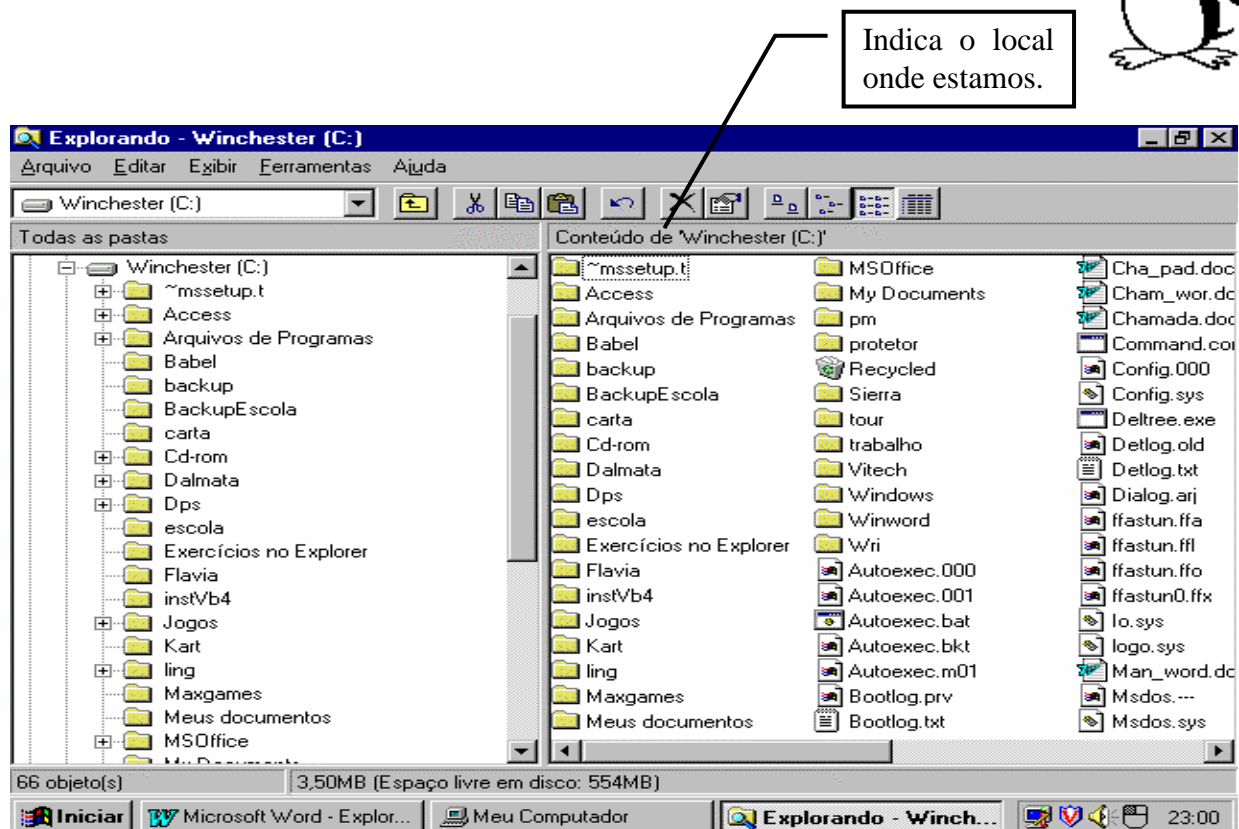 Indica o local
onde estamos.
Explorando - Winchester (C:)
Arquivo Editar Exibir Ferramentas Ajuda
Winchester (C:)
Todas as pastas
Conteúdo de 'Winchester (C:)'
Winchester (C:)
~mssetup.t
Access
Arquivos de Programas
Babel
backup
BackupEscola
carta
Cd-rom
Dalmata
Dps
escola
Exercícios no Explorer
Flavia
instVb4
Jogos
Kart
ling
Maxgames
Meus documentos
MSOffice
~mssetup.t
Access
Arquivos de Programas
Babel
backup
BackupEscola
carta
Cd-rom
Dalmata
Dps
escola
Exercícios no Explorer
Flavia
instVb4
Jogos
Kart
ling
Maxgames
Meus documentos
MSOffice
My Documents
pm
protetor
Recycled
Sierra
tour
trabalho
Vitech
Windows
Winword
Wri
Autoexec.000
Autoexec.001
Autoexec.bat
Autoexec.bkt
Autoexec.m01
Bootlog.prv
Bootlog.txt
Cha_pad.doc
Cham_wor.dc
Chamada.doc
Command.co
Config.000
Config.sys
Deltree.exe
Detlog.old
Detlog.txt
Dialog.arj
ffastun.ffa
ffastun.ffl
ffastun.ffo
ffastun0.ffx
Io.sys
logo.sys
Man_word.dc
Msdos.---
Msdos.sys
66 objeto(s)
3,50MB (Espaço livre em disco: 554MB)
Iniciar
Microsoft Word - Explor...
Meu Computador
Explorando - Winch...
23:00